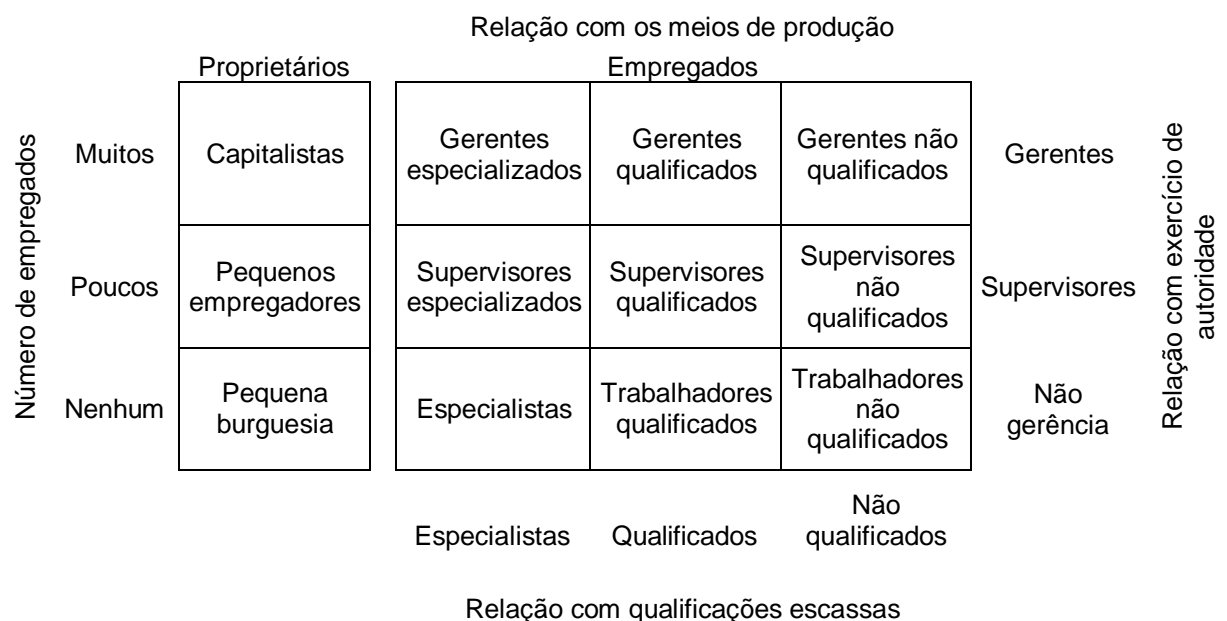 Relação com os meios de produção
Proprietários
Empregados
Número de empregados
Muitos
Capitalistas
Gerentes
especializados
Gerentes
qualificados
Gerentes não
qualificados
Gerentes
Relação com exercício de
autoridade
Poucos
Pequenos
empregadores
Supervisores
especializados
Supervisores
qualificados
Supervisores
não
qualificados
Supervisores
Nenhum
Pequena
burguesia
Especialistas
Trabalhadores
qualificados
Trabalhadores
não
qualificados
Não
gerência
Especialistas
Qualificados
Não
qualificados
Relação com qualificações escassas